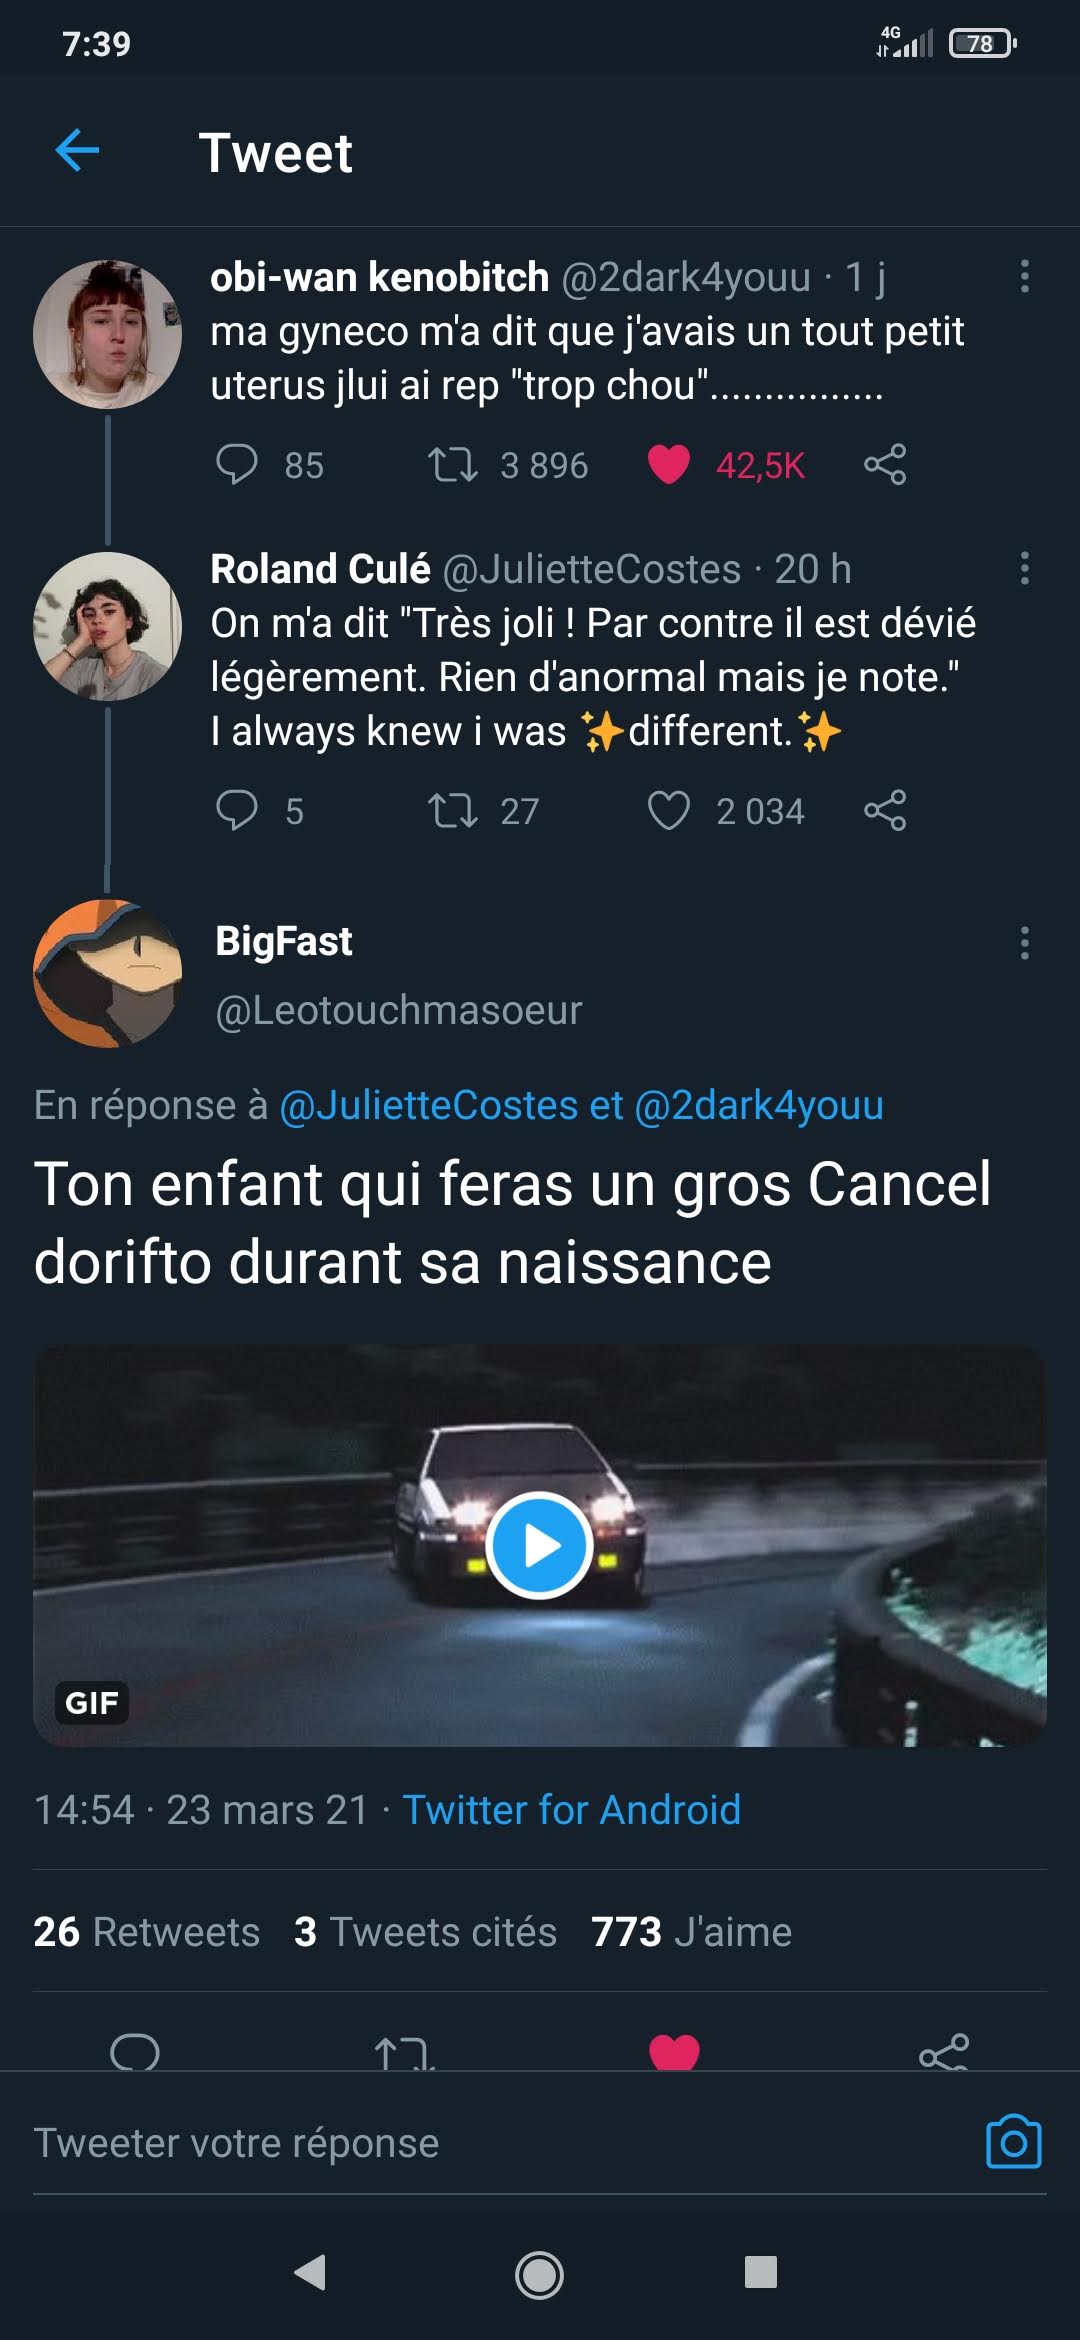 7:39
4G
78
Tweet
obi-wan kenobitch @2dark4youu · 1 j
ma gyneco m'a dit que j'avais un tout petit
uterus jlui ai rep "trop chou"................
85 3 896 42,5K
Roland Culé @JulietteCostes · 20 h
On m'a dit "Très joli ! Par contre il est dévié
légèrement. Rien d'anormal mais je note."
I always knew i was ✨different.✨
5 27 2 034
BigFast
@Leotouchmasoeur
En réponse à @JulietteCostes et @2dark4youu
Ton enfant qui feras un gros Cancel
dorifto durant sa naissance
GIF
14:54 · 23 mars 21 · Twitter for Android
26 Retweets 3 Tweets cités 773 J'aime
Tweeter votre réponse